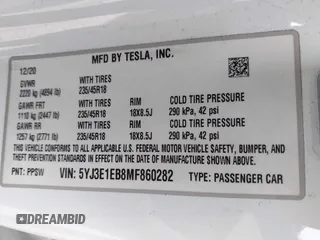 MFD BY TESLA, INC.
12/20
GVWR WITH TIRES
2220 kg (4894 lb) 235/45R18
GAWR FRT WITH TIRES RIM COLD TIRE PRESSURE
1110 kg (2447 lb) 235/45R18 18X8.5J 290 kPa, 42 psi
GAWR RR WITH TIRES RIM COLD TIRE PRESSURE
1257 kg (2771 lb) 235/45R18 18X8.5J 290 kPa, 42 psi
THIS VEHICLE CONFORMS TO ALL APPLICABLE
FEDERAL MOTOR VEHICLE SAFETY, BUMPER,
AND THEFT PREVENTION STANDARDS IN EFFECT
ON THE DATE OF MANUFACTURE SHOWN ABOVE.
PNT: PPSW VIN: 5YJ3E1EB8MF860282 TYPE: PASSENGER CAR
DREAMBID